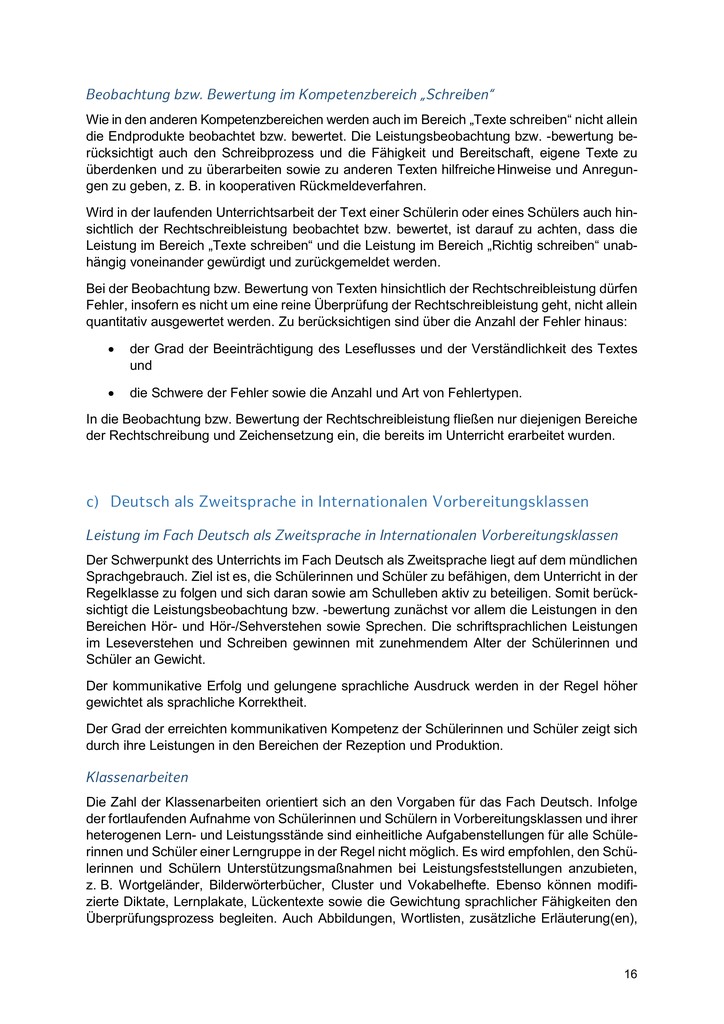 Beobachtung bzw. Bewertung im Kompetenzbereich „Schreiben“
Wie in den anderen Kompetenzbereichen werden auch im Bereich „Texte schreiben“ nicht allein
die Endprodukte beobachtet bzw. bewertet. Die Leistungsbeobachtung bzw. -bewertung be-
rücksichtigt auch den Schreibprozess und die Fähigkeit und Bereitschaft, eigene Texte zu
überdenken und zu überarbeiten sowie zu anderen Texten hilfreiche Hinweise und Anregun-
gen zu geben, z. B. in kooperativen Rückmeldeverfahren.
Wird in der laufenden Unterrichtsarbeit der Text einer Schülerin oder eines Schülers auch hin-
sichtlich der Rechtschreibleistung beobachtet bzw. bewertet, ist darauf zu achten, dass die
Leistung im Bereich „Texte schreiben“ und die Leistung im Bereich „Richtig schreiben“ unab-
hängig voneinander gewürdigt und zurückgemeldet werden.
Bei der Beobachtung bzw. Bewertung von Texten hinsichtlich der Rechtschreibleistung dürfen
Fehler, insofern es nicht um eine reine Überprüfung der Rechtschreibleistung geht, nicht allein
quantitativ ausgewertet werden. Zu berücksichtigen sind über die Anzahl der Fehler hinaus:
• der Grad der Beeinträchtigung des Leseflusses und der Verständlichkeit des Textes
und
• die Schwere der Fehler sowie die Anzahl und Art von Fehlertypen.
In die Beobachtung bzw. Bewertung der Rechtschreibleistung fließen nur diejenigen Bereiche
der Rechtschreibung und Zeichensetzung ein, die bereits im Unterricht erarbeitet wurden.
c) Deutsch als Zweitsprache in Internationalen Vorbereitungsklassen
Leistung im Fach Deutsch als Zweitsprache in Internationalen Vorbereitungsklassen
Der Schwerpunkt des Unterrichts im Fach Deutsch als Zweitsprache liegt auf dem mündlichen
Sprachgebrauch. Ziel ist es, die Schülerinnen und Schüler zu befähigen, dem Unterricht in der
Regelklasse zu folgen und sich daran sowie am Schulleben aktiv zu beteiligen. Somit berück-
sichtigt die Leistungsbeobachtung bzw. -bewertung zunächst vor allem die Leistungen in den
Bereichen Hör- und Hör-/Sehverstehen sowie Sprechen. Die schriftsprachlichen Leistungen
im Leseverstehen und Schreiben gewinnen mit zunehmendem Alter der Schülerinnen und
Schüler an Gewicht.
Der kommunikative Erfolg und gelungene sprachliche Ausdruck werden in der Regel höher
gewichtet als sprachliche Korrektheit.
Der Grad der erreichten kommunikativen Kompetenz der Schülerinnen und Schüler zeigt sich
durch ihre Leistungen in den Bereichen der Rezeption und Produktion.
Klassenarbeiten
Die Zahl der Klassenarbeiten orientiert sich an den Vorgaben für das Fach Deutsch. Infolge
der fortlaufenden Aufnahme von Schülerinnen und Schülern in Vorbereitungsklassen und ihrer
heterogenen Lern- und Leistungsstände sind einheitliche Aufgabenstellungen für alle Schüle-
rinnen und Schüler einer Lerngruppe in der Regel nicht möglich. Es wird empfohlen, den Schü-
lerinnen und Schülern Unterstützungsmaßnahmen bei Leistungsfeststellungen anzubieten,
z. B. Wortgeländer, Bilderwörterbücher, Cluster und Vokabelhefte. Ebenso können modifi-
zierte Diktate, Lernplakate, Lückentexte sowie die Gewichtung sprachlicher Fähigkeiten den
Überprüfungsprozess begleiten. Auch Abbildungen, Wortlisten, zusätzliche Erläuterung(en),
16